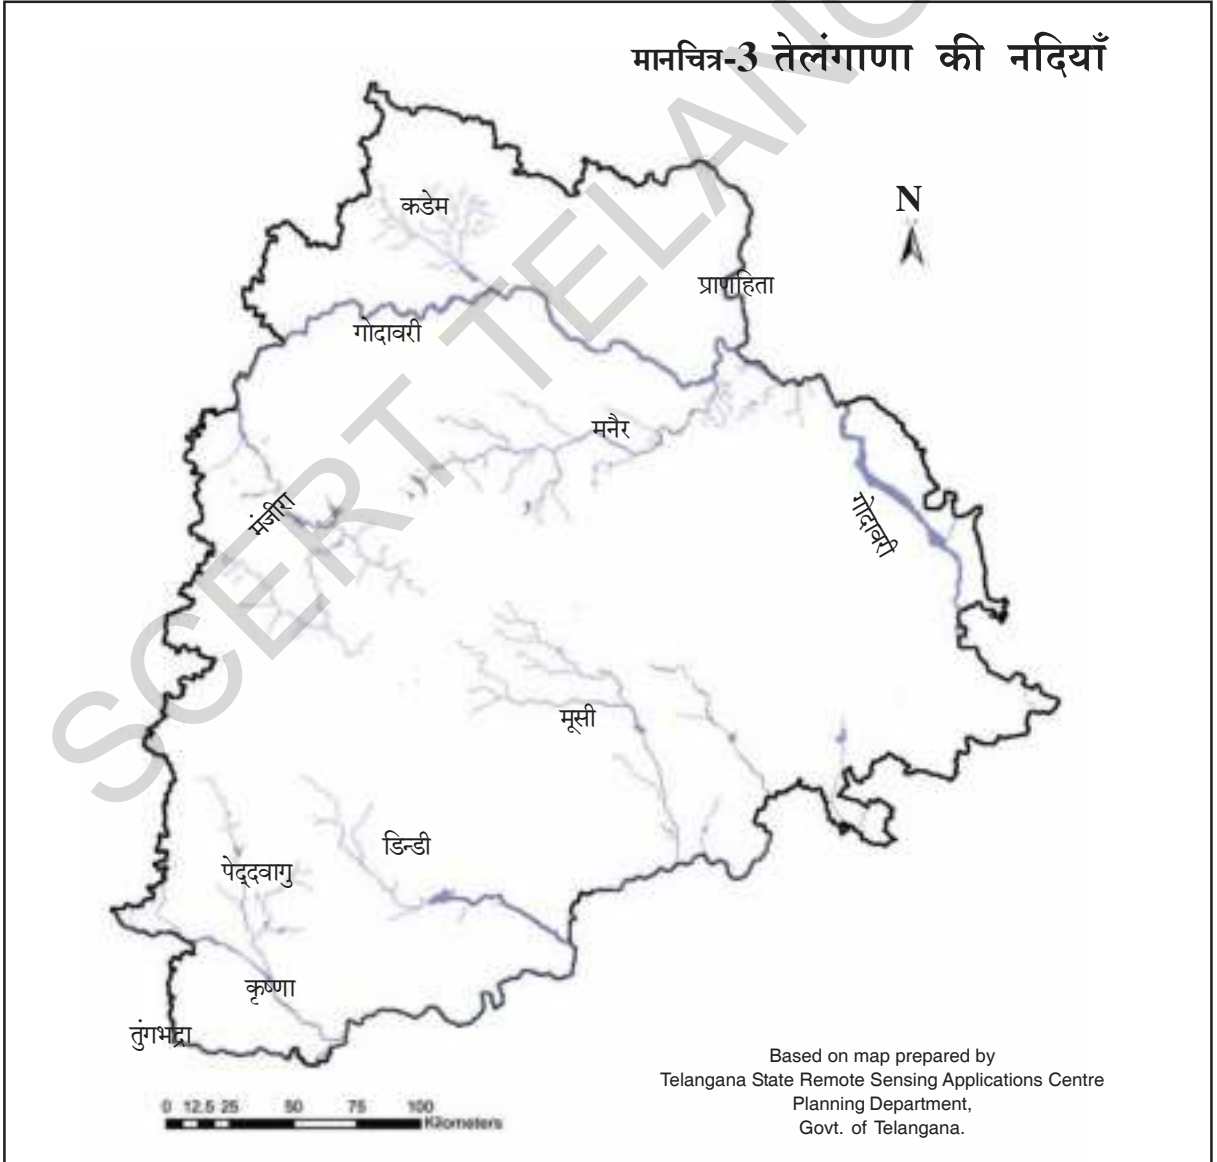 मानचित्र-3 तेलंगाणा की नदियाँ
N
कडेम
प्राणहिता
गोदावरी
मनैर
मंजीरा
गोदावरी
मूसी
डिन्डी
पेद्दवागु
कृष्णा
तुंगभद्रा
0 12.5 25 50 75 100
Kilometers
Based on map prepared by
Telangana State Remote Sensing Applications Centre
Planning Department,
Govt. of Telangana.
SCERT TELANG